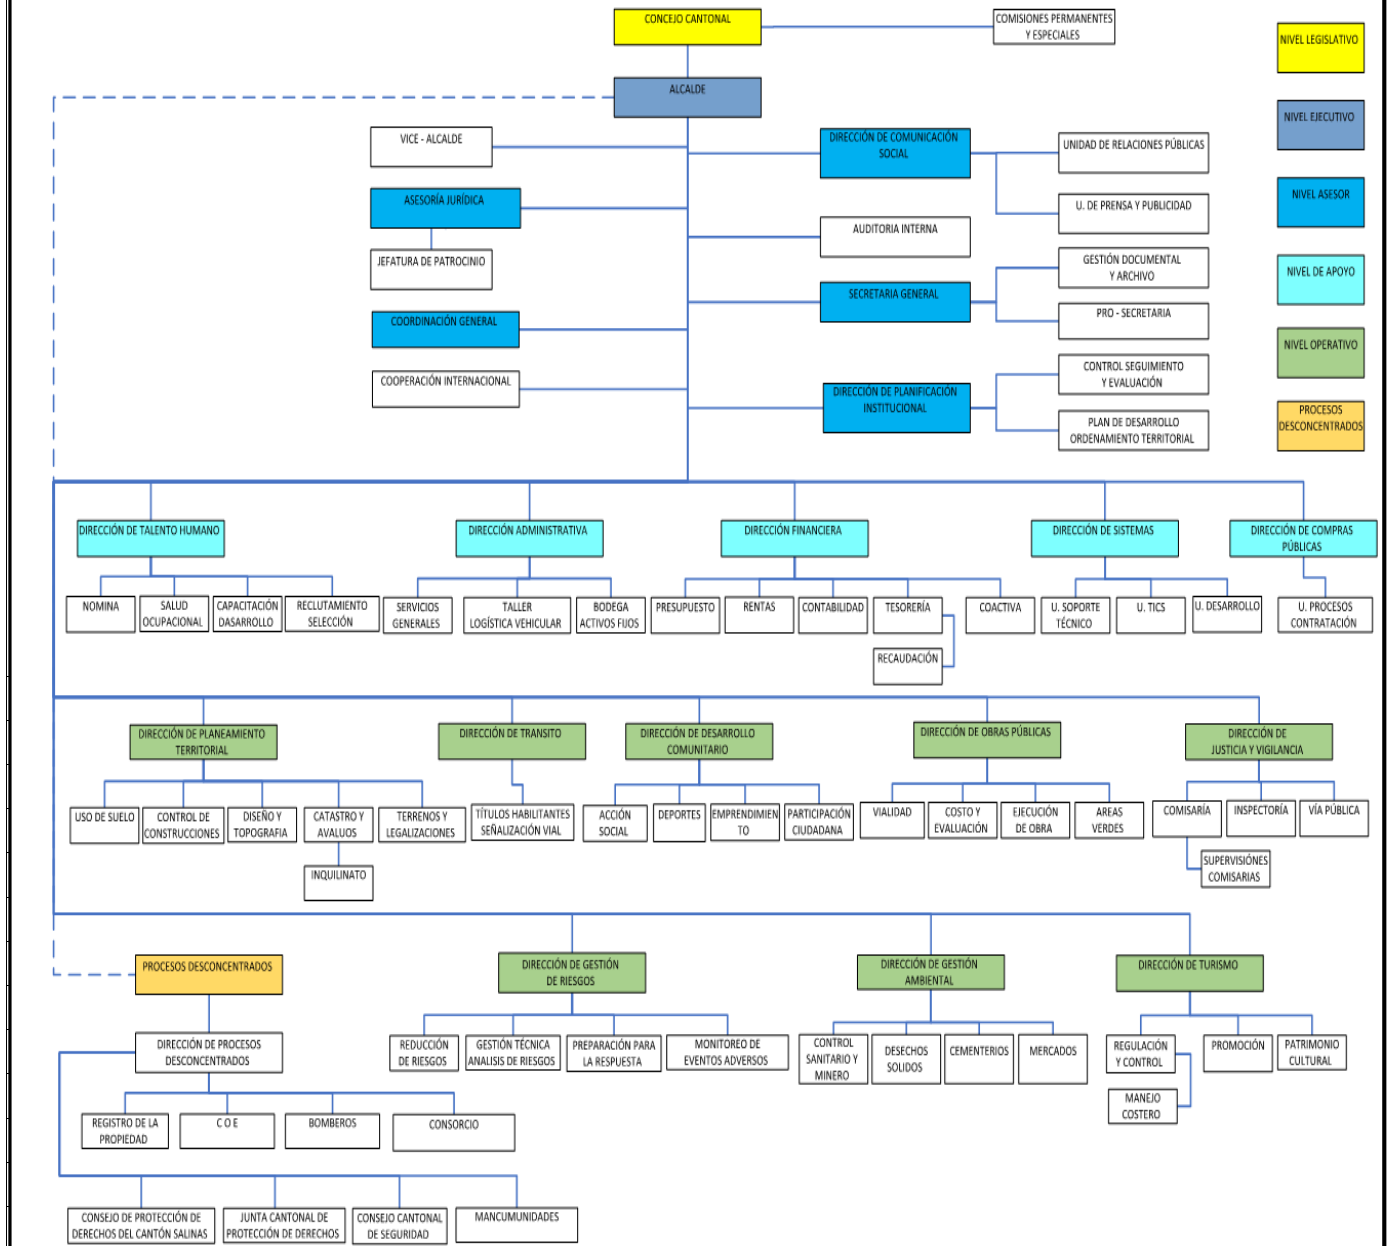 CONCEJO CANTONAL
COMISIONES PERMANENTES
Y ESPECIALES
NIVEL LEGISLATIVO
ALCALDE
NIVEL EJECUTIVO
VICE - ALCALDE
DIRECCIÓN DE COMUNICACIÓN
SOCIAL
UNIDAD DE RELACIONES PÚBLICAS
ASESORÍA JURÍDICA
U. DE PRENSA Y PUBLICIDAD
NIVEL ASESOR
AUDITORIA INTERNA
JEFATURA DE PATROCINIO
GESTIÓN DOCUMENTAL
Y ARCHIVO
NIVEL DE APOYO
SECRETARIA GENERAL
COORDINACIÓN GENERAL
PRO - SECRETARIA
NIVEL OPERATIVO
COOPERACIÓN INTERNACIONAL
CONTROL SEGUIMIENTO
Y EVALUACIÓN
DIRECCIÓN DE PLANIFICACIÓN
INSTITUCIONAL
PLAN DE DESARROLLO
ORDENAMIENTO TERRITORIAL
PROCESOS
DESCONCENTRADOS
DIRECCIÓN DE TALENTO HUMANO
DIRECCIÓN ADMINISTRATIVA
DIRECCIÓN FINANCIERA
DIRECCIÓN DE SISTEMAS
DIRECCIÓN DE COMPRAS
PÚBLICAS
NOMINA
SALUD
OCUPACIONAL
CAPACITACIÓN
DASARROLLO
RECLUTAMIENTO
SELECCIÓN
SERVICIOS
GENERALES
TALLER
LOGÍSTICA VEHICULAR
BODEGA
ACTIVOS FIJOS
PRESUPUESTO
RENTAS
CONTABILIDAD
TESORERÍA
COACTIVA
U. SOPORTE
TÉCNICO
U. TICS
U. DESARROLLO
U. PROCESOS
CONTRATACIÓN
RECAUDACIÓN
DIRECCIÓN DE PLANEAMIENTO
TERRITORIAL
DIRECCIÓN DE TRANSITO
DIRECCIÓN DE DESARROLLO
COMUNITARIO
DIRECCIÓN DE OBRAS PÚBLICAS
DIRECCIÓN DE
JUSTICIA Y VIGILANCIA
USO DE SUELO
CONTROL DE
CONSTRUCCIONES
DISEÑO Y
TOPOGRAFIA
CATASTRO Y
AVALUOS
TERRENOS Y
LEGALIZACIONES
TÍTULOS HABILITANTES
SEÑALIZACIÓN VIAL
ACCIÓN
SOCIAL
DEPORTES
EMPRENDIMIEN
TO
PARTICIPACIÓN
CIUDADANA
VIALIDAD
COSTO Y
EVALUACIÓN
EJECUCIÓN
DE OBRA
AREAS
VERDES
COMISARÍA
INSPECTORÍA
VÍA PÚBLICA
INQUILINATO
SUPERVISIÓNES
COMISARIAS
PROCESOS DESCONCENTRADOS
DIRECCIÓN DE GESTIÓN
DE RIESGOS
DIRECCIÓN DE GESTIÓN
AMBIENTAL
DIRECCIÓN DE TURISMO
DIRECCIÓN DE PROCESOS
DESCONCENTRADOS
REDUCCIÓN
DE RIESGOS
GESTIÓN TÉCNICA
ANALISIS DE RIESGOS
PREPARACIÓN PARA
LA RESPUESTA
MONITOREO DE
EVENTOS ADVERSOS
CONTROL
SANITARIO Y
MINERO
DESECHOS
SOLIDOS
CEMENTERIOS
MERCADOS
REGULACIÓN
Y CONTROL
PROMOCIÓN
PATRIMONIO
CULTURAL
MANEJO
COSTERO
REGISTRO DE LA
PROPIEDAD
C O E
BOMBEROS
CONSORCIO
CONSEJO DE PROTECCIÓN DE
DERECHOS DEL CANTÓN SALINAS
JUNTA CANTONAL DE
PROTECCIÓN DE DERECHOS
CONSEJO CANTONAL
DE SEGURIDAD
MANCUMUNIDADES